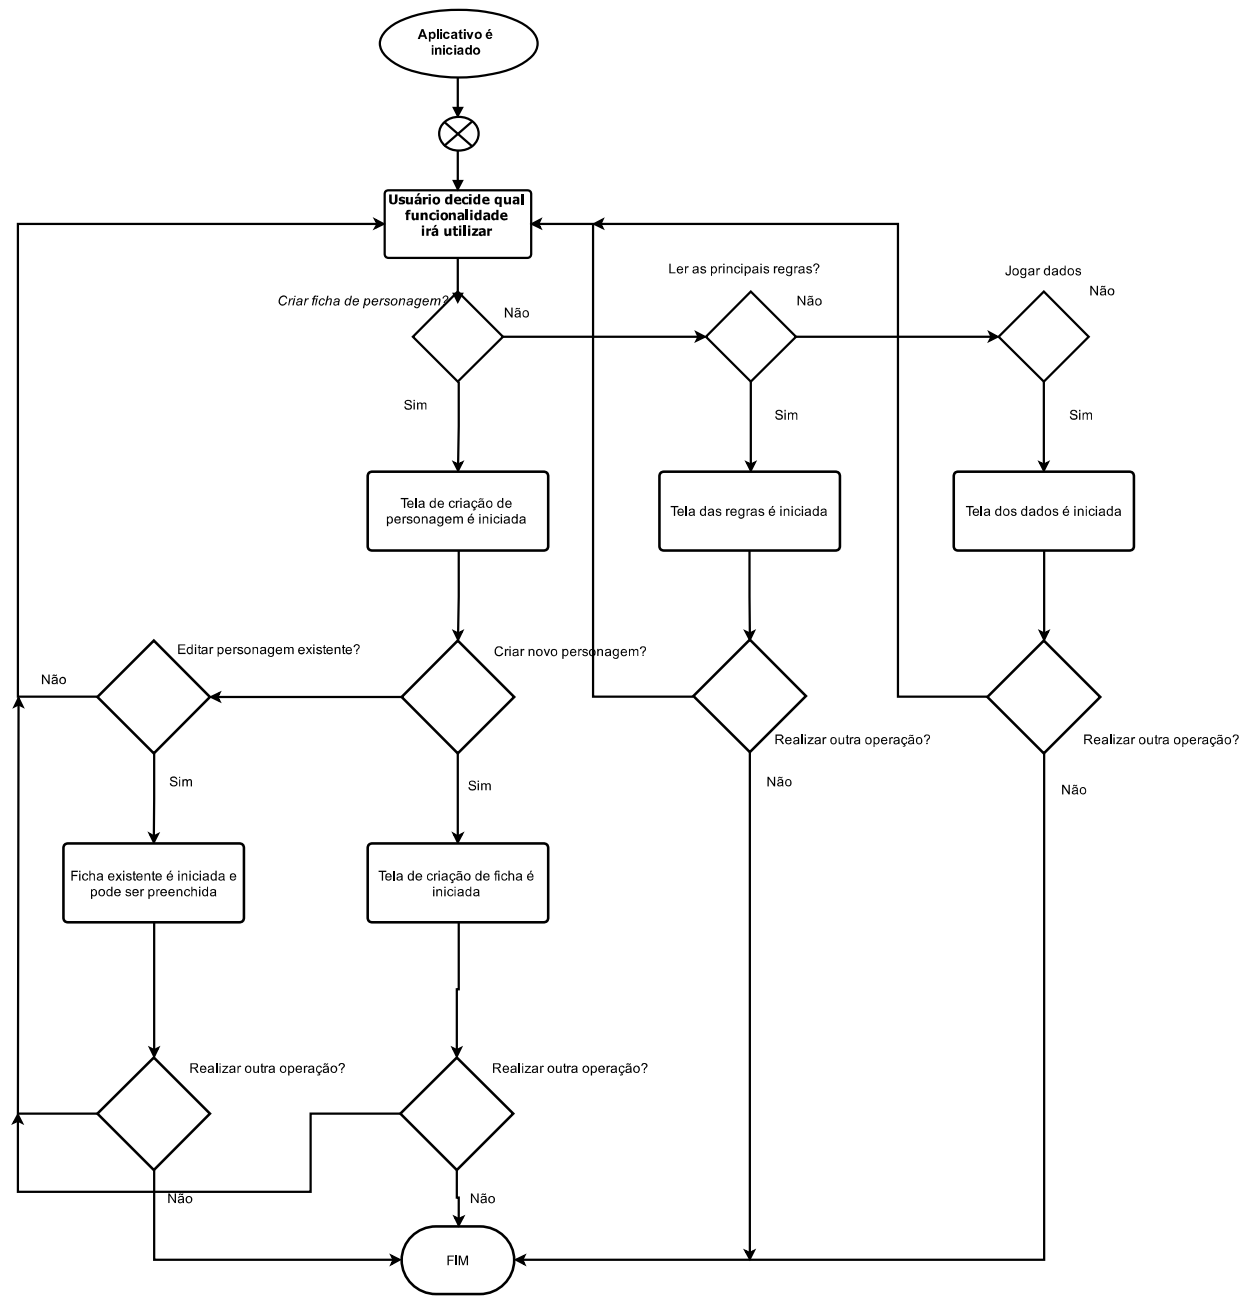 Aplicativo é
iniciado
Usuário decide qual
funcionalidade
irá utilizar
Criar ficha de personagem?
Não
Ler as principais regras?
Não
Jogar dados
Não
Sim
Sim
Sim
Tela de criação de
personagem é iniciada
Tela das regras é iniciada
Tela dos dados é iniciada
Editar personagem existente?
Criar novo personagem?
Não
Realizar outra operação?
Realizar outra operação?
Sim
Sim
Não
Não
Ficha existente é iniciada e
pode ser preenchida
Tela de criação de ficha é
iniciada
Realizar outra operação?
Realizar outra operação?
Não
Não
FIM